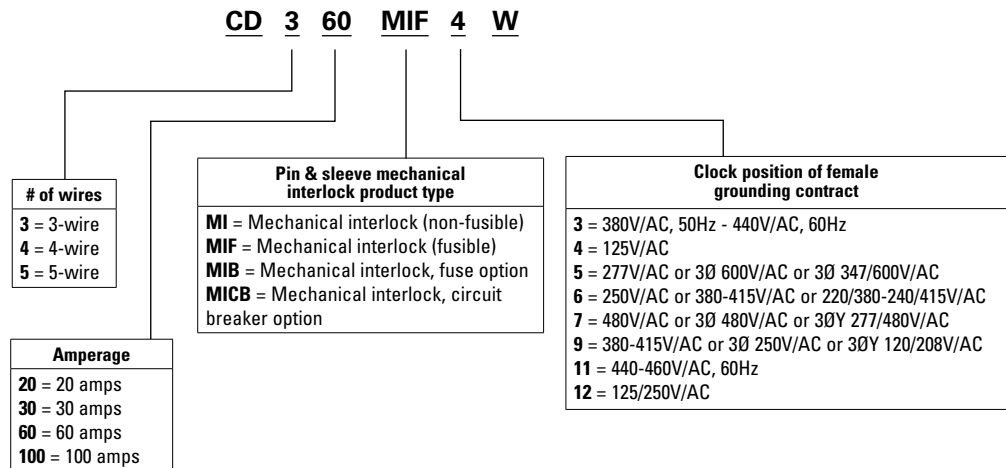 CD 3 60 MIF 4 W
# of wires
3 = 3-wire
4 = 4-wire
5 = 5-wire
Amperage
20 = 20 amps
30 = 30 amps
60 = 60 amps
100 = 100 amps
Pin & sleeve mechanical
interlock product type
MI = Mechanical interlock (non-fusible)
MIF = Mechanical interlock (fusible)
MIB = Mechanical interlock, fuse option
MICB = Mechanical interlock, circuit
breaker option
Clock position of female
grounding contract
3 = 380V/AC, 50Hz - 440V/AC, 60Hz
4 = 125V/AC
5 = 277V/AC or 3Ø 600V/AC or 3Ø 347/600V/AC
6 = 250V/AC or 380-415V/AC or 220/380-240/415V/AC
7 = 480V/AC or 3Ø 480V/AC or 3ØY 277/480V/AC
9 = 380-415V/AC or 3Ø 250V/AC or 3ØY 120/208V/AC
11 = 440-460V/AC, 60Hz
12 = 125/250V/AC